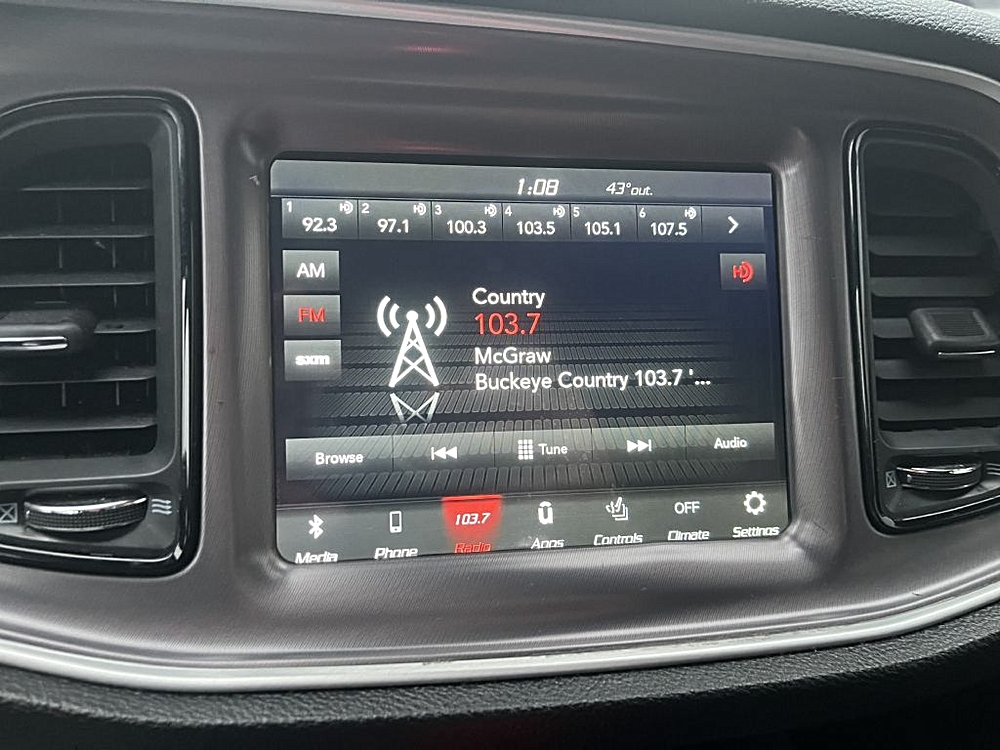 1:08 43°out.
1 2 3 4 5 6
92.3 97.1 100.3 103.5 105.1 107.5
AM
HD
Country
FM 103.7
sxm McGraw
Buckeye Country 103.7 '...
Browse Tune Audio
103.7 OFF
Media Phone Radio Apps Controls Climate Settings